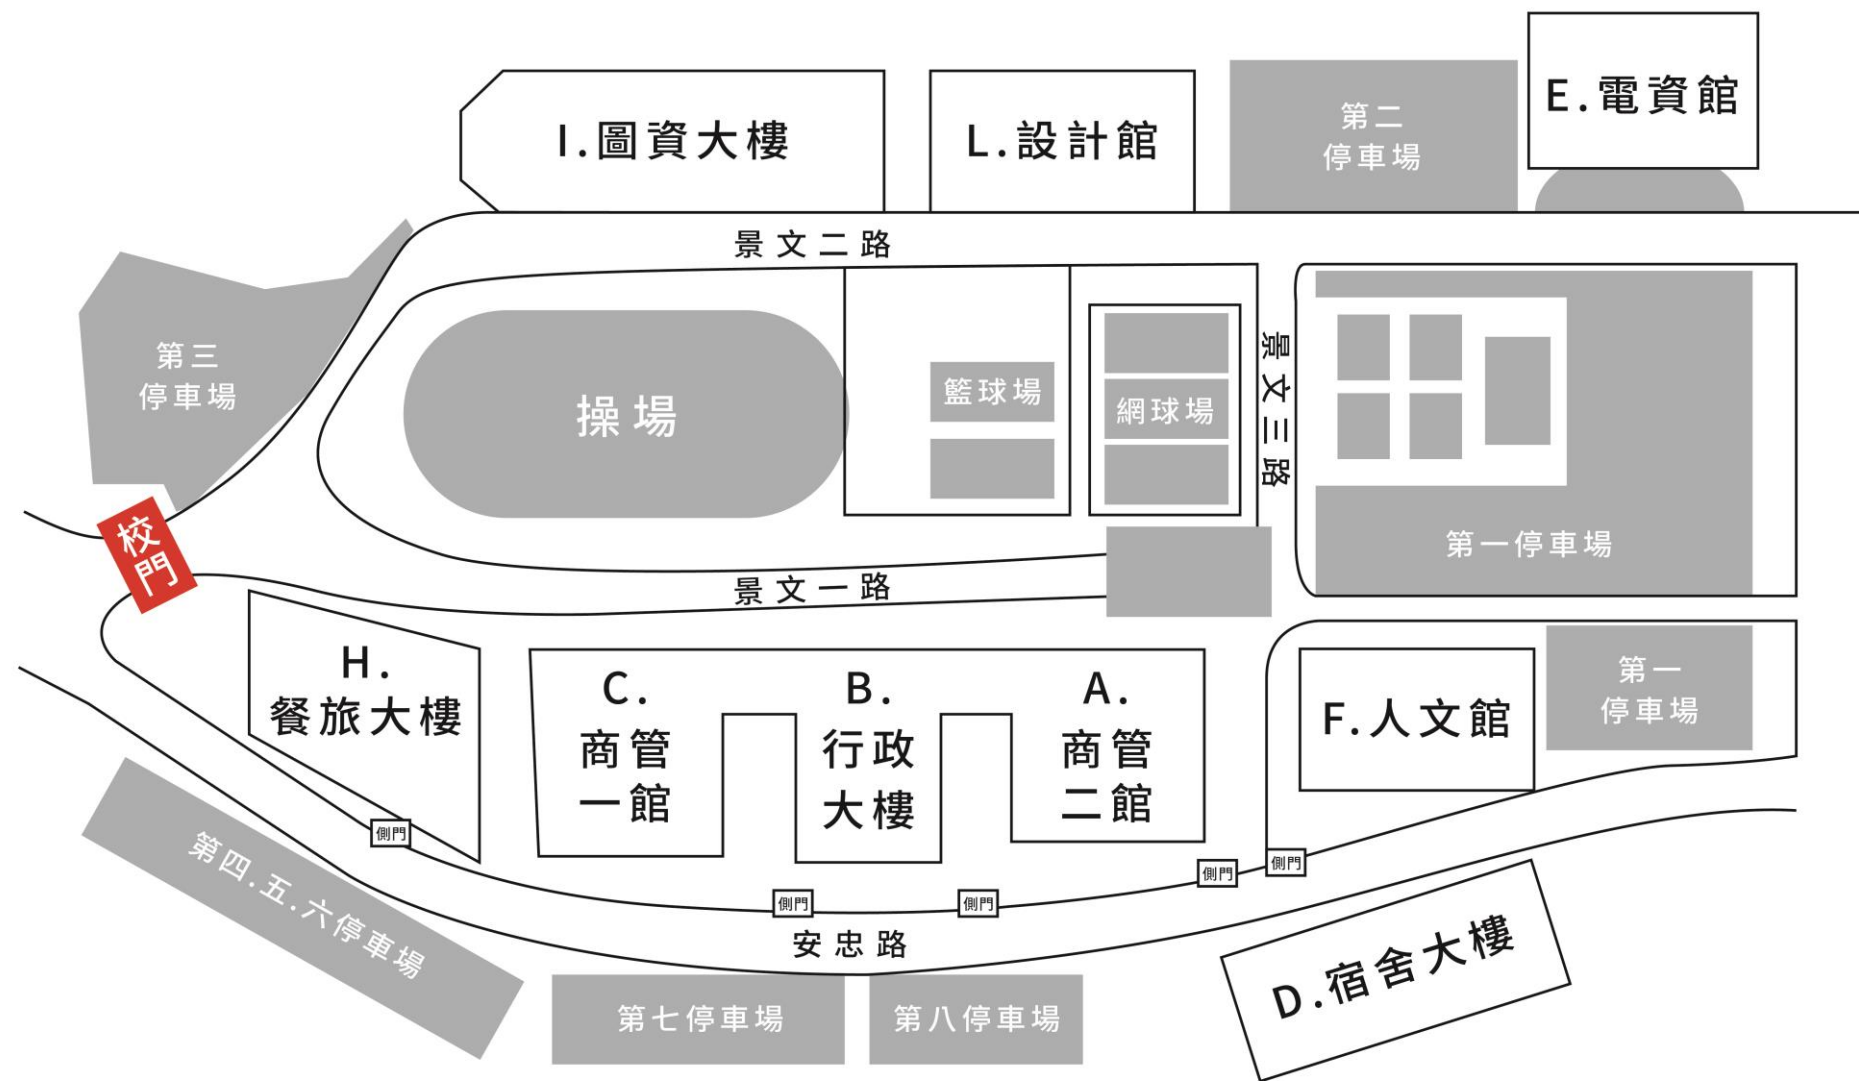 I.圖資大樓
L.設計館
第二
停車場
E.電資館
景文二路
第三
停車場
操場
籃球場
網球場
景文三路
第一停車場
校門
景文一路
H.
餐旅大樓
C.
商管
一館
B.
行政
大樓
A.
商管
二館
F.人文館
第一
停車場
側門
側門
側門
側門
側門
第四.五.六停車場
安忠路
第七停車場
第八停車場
D.宿舍大樓